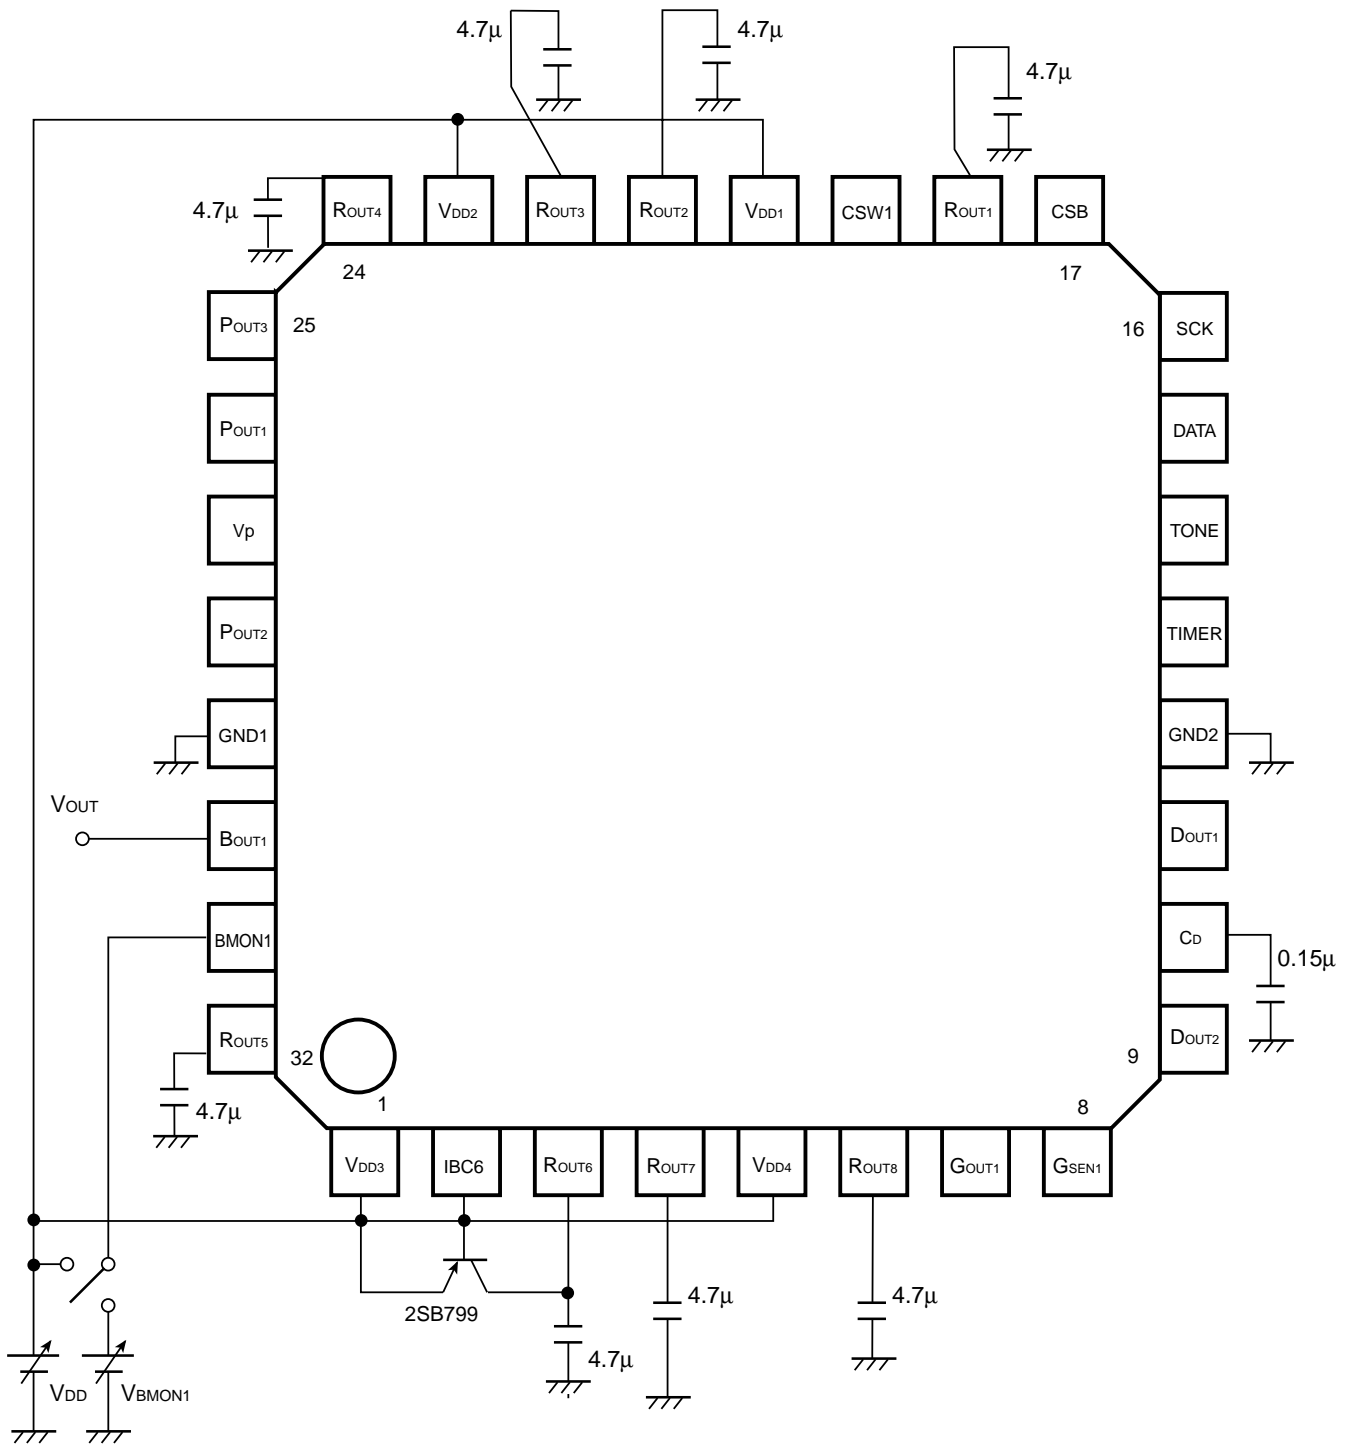 4.7μ
4.7μ
4.7μ
4.7μ
ROUT4
VDD2
ROUT3
ROUT2
VDD1
CSW1
ROUT1
CSB
24
17
POUT3
25
16
SCK
POUT1
DATA
Vp
TONE
POUT2
TIMER
GND1
GND2
VOUT
BOUT1
DOUT1
BMON1
CD
0.15μ
ROUT5
32
9
DOUT2
4.7μ
1
8
VDD3
IBC6
ROUT6
ROUT7
VDD4
ROUT8
GOUT1
GSEN1
2SB799
4.7μ
4.7μ
4.7μ
VDD
VBMON1